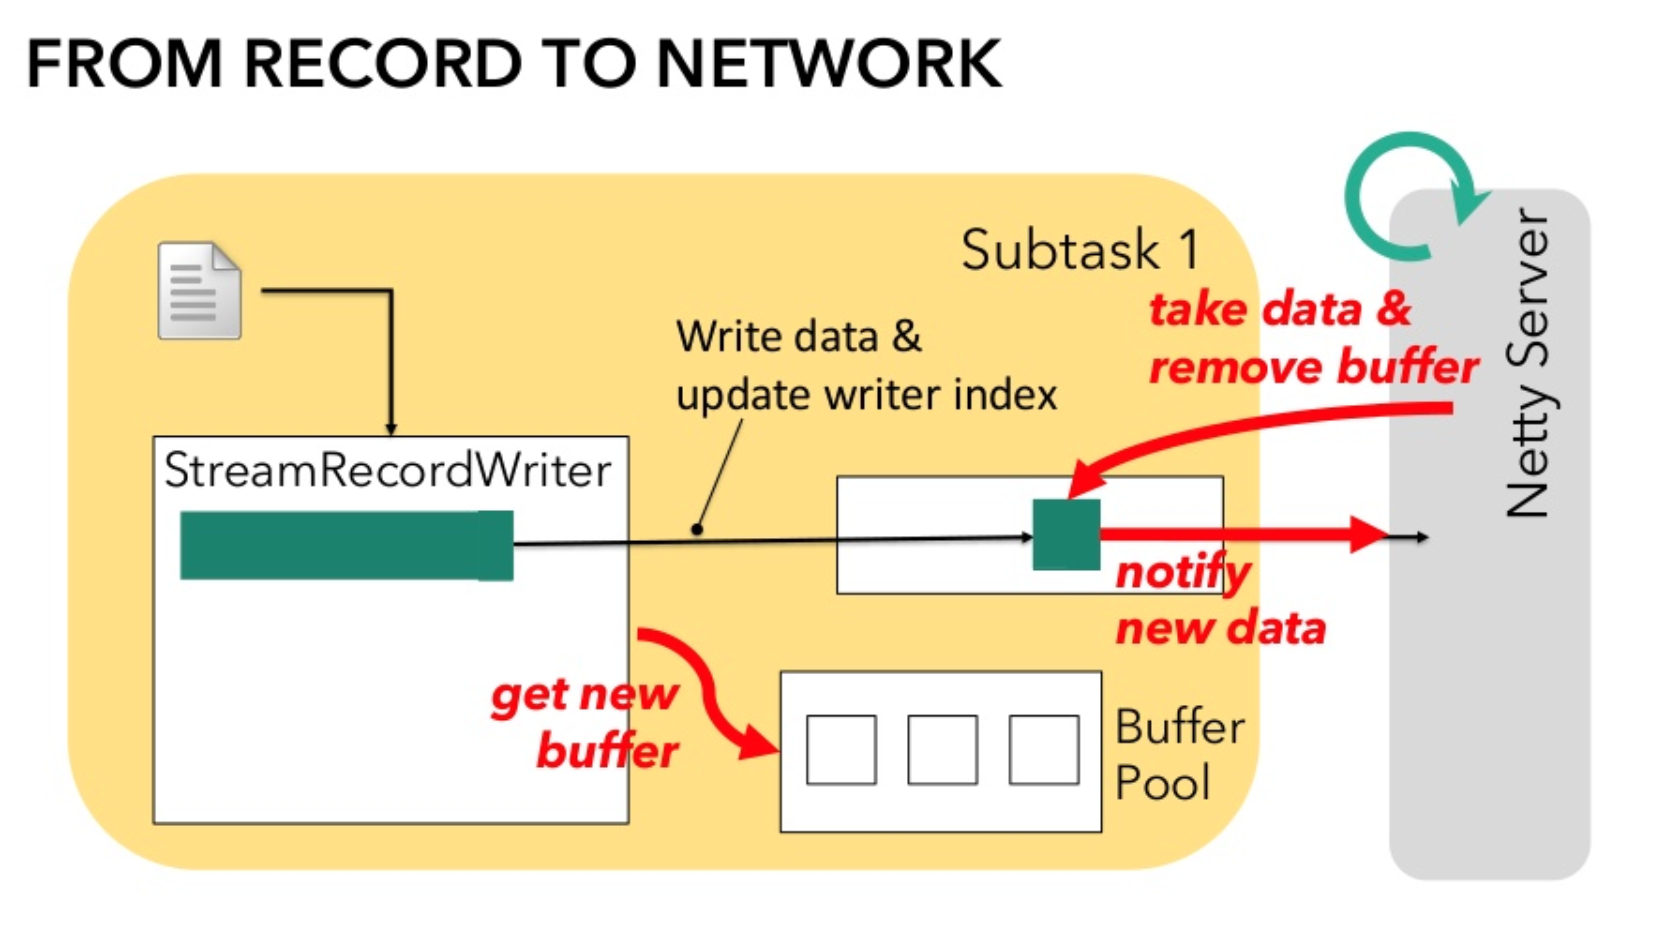 FROM RECORD TO NETWORK
Subtask 1
Netty Server
take data &
remove buffer
Write data &
update writer index
StreamRecordWriter
notify
new data
get new
buffer
Buffer
Pool